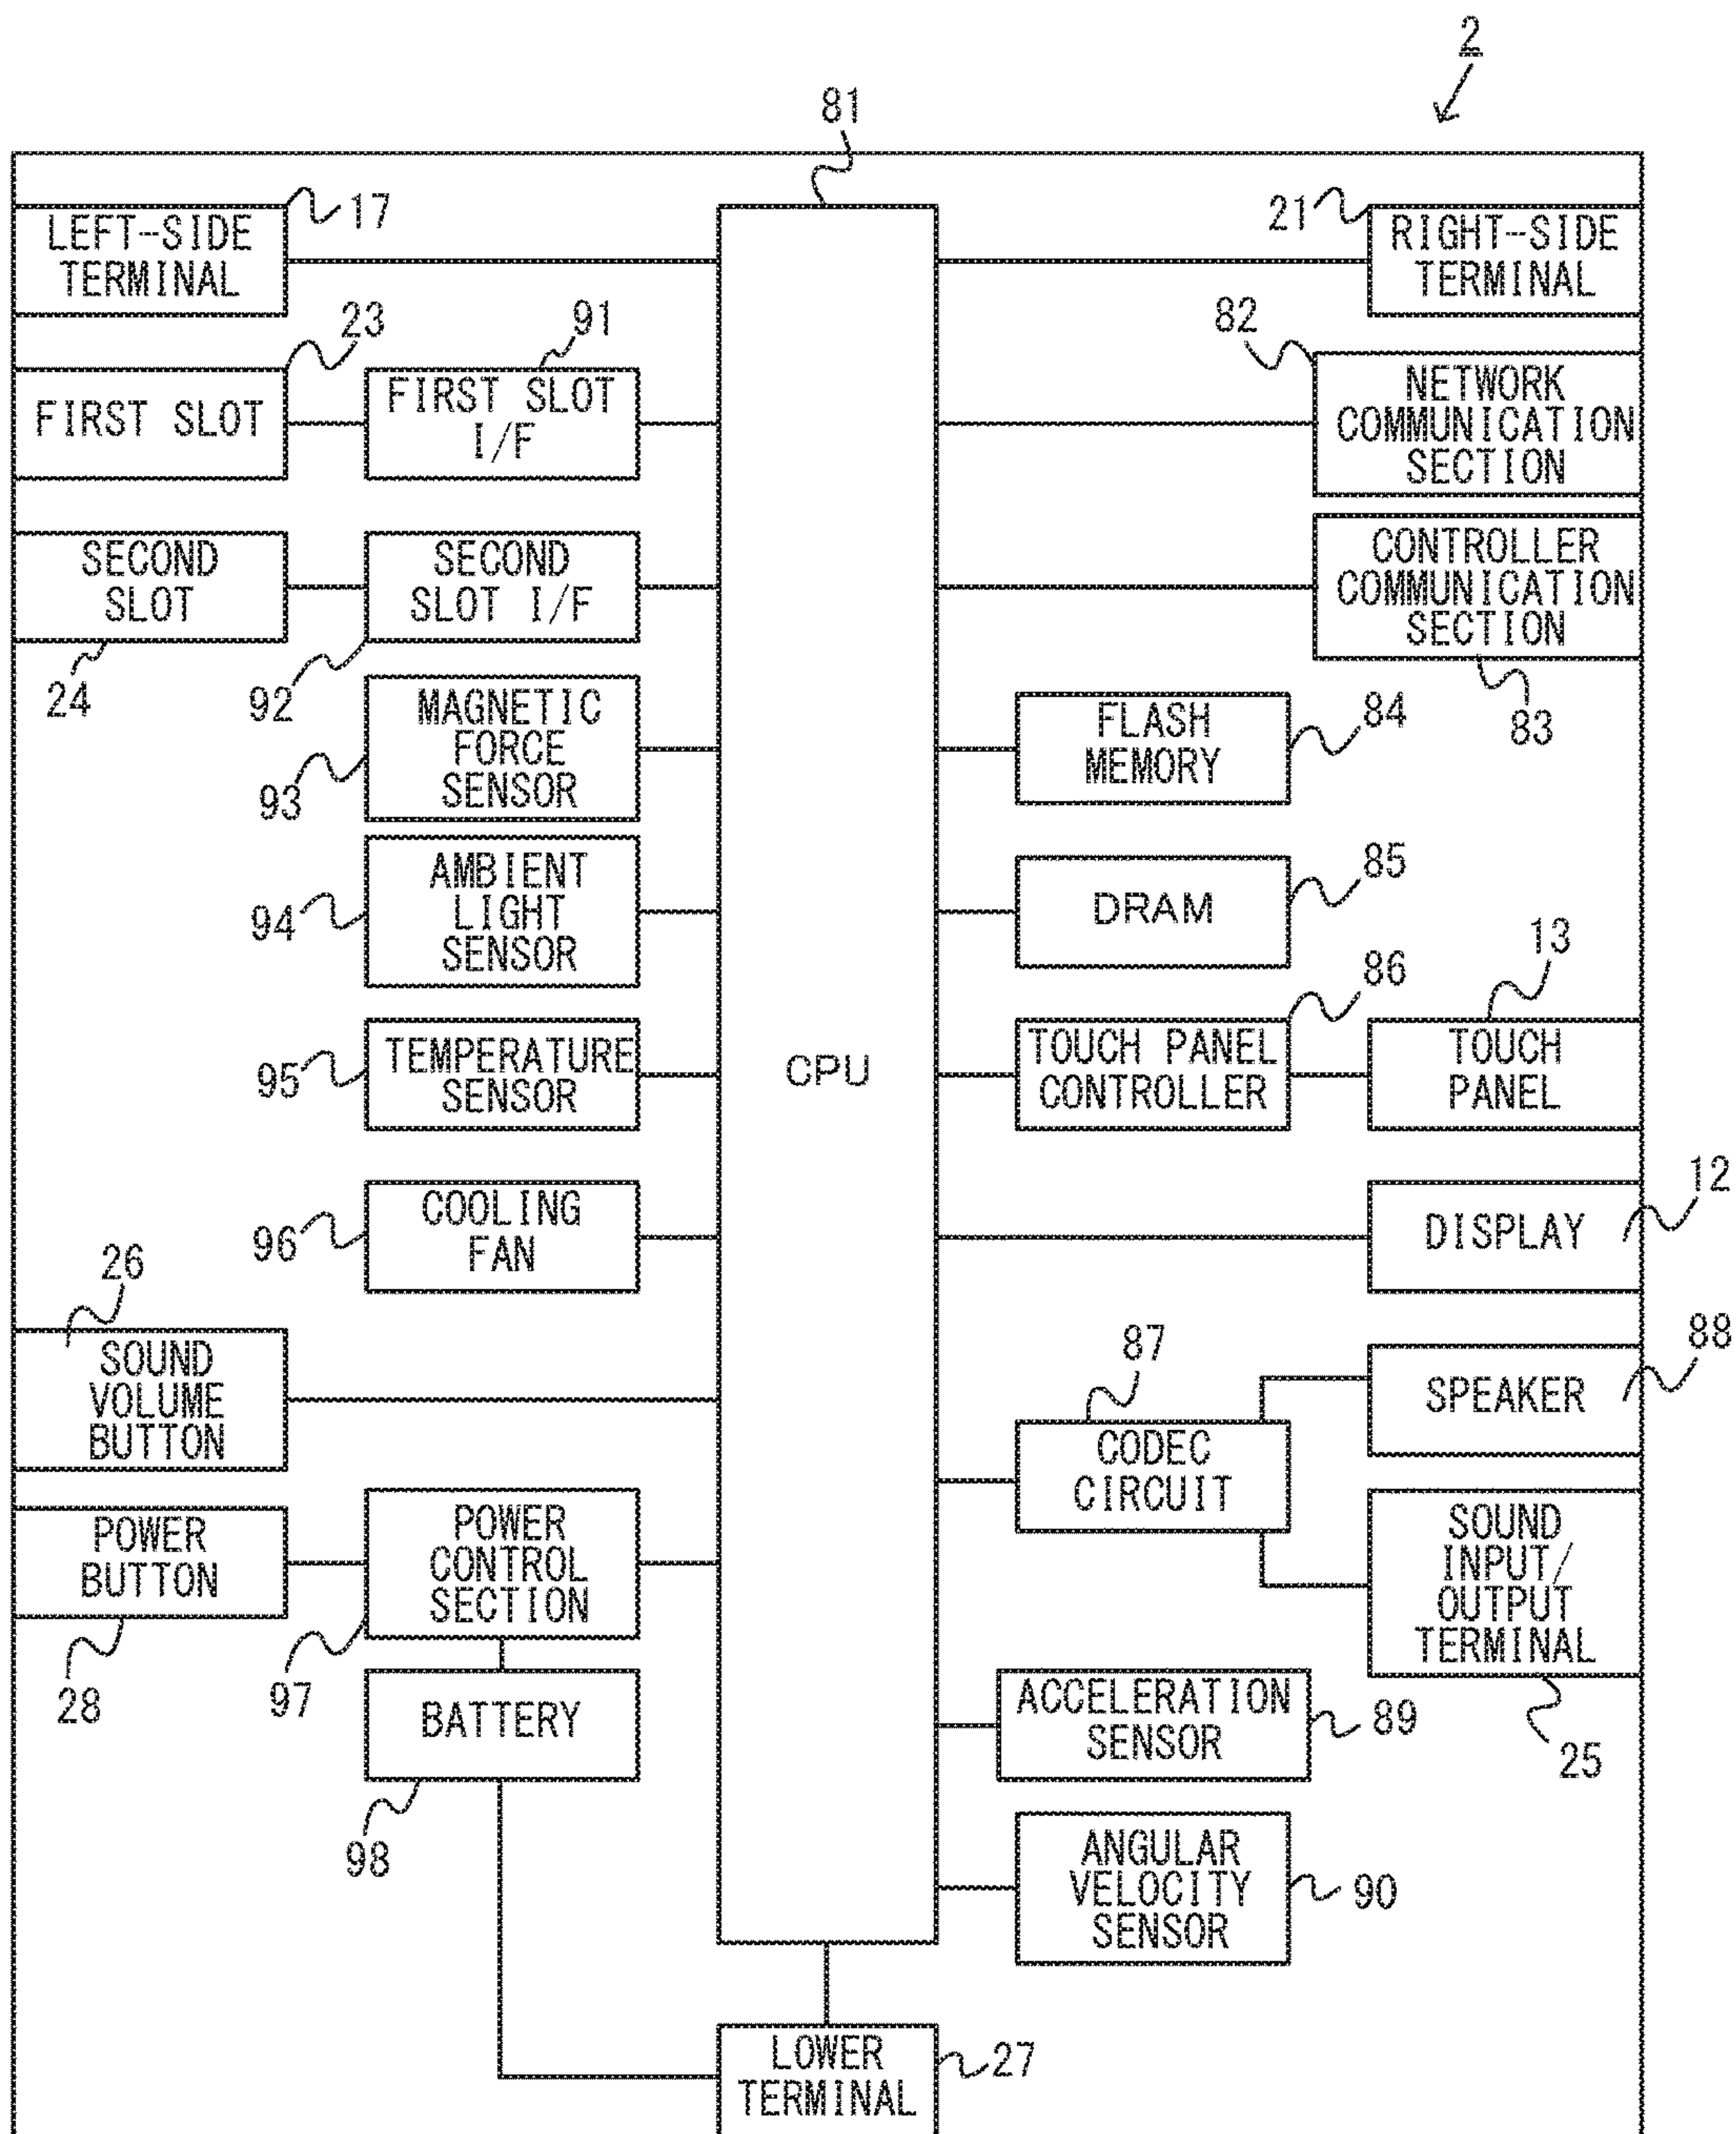 2
81
17
LEFT-SIDE
TERMINAL
21
RIGHT-SIDE
TERMINAL
23
FIRST SLOT
91
FIRST SLOT
I/F
82
NETWORK
COMMUNICATION
SECTION
SECOND
SLOT
24
SECOND
SLOT I/F
92
CONTROLLER
COMMUNICATION
SECTION
83
MAGNETIC
FORCE
SENSOR
93
FLASH
MEMORY
84
AMBIENT
LIGHT
SENSOR
94
DRAM
85
TEMPERATURE
SENSOR
95
CPU
86
TOUCH PANEL
CONTROLLER
13
TOUCH
PANEL
COOLING
FAN
96
DISPLAY
12
26
SOUND
VOLUME
BUTTON
87
CODEC
CIRCUIT
SPEAKER
88
POWER
BUTTON
28
POWER
CONTROL
SECTION
97
SOUND
INPUT/
OUTPUT
TERMINAL
25
BATTERY
98
ACCELERATION
SENSOR
89
ANGULAR
VELOCITY
SENSOR
90
LOWER
TERMINAL
27